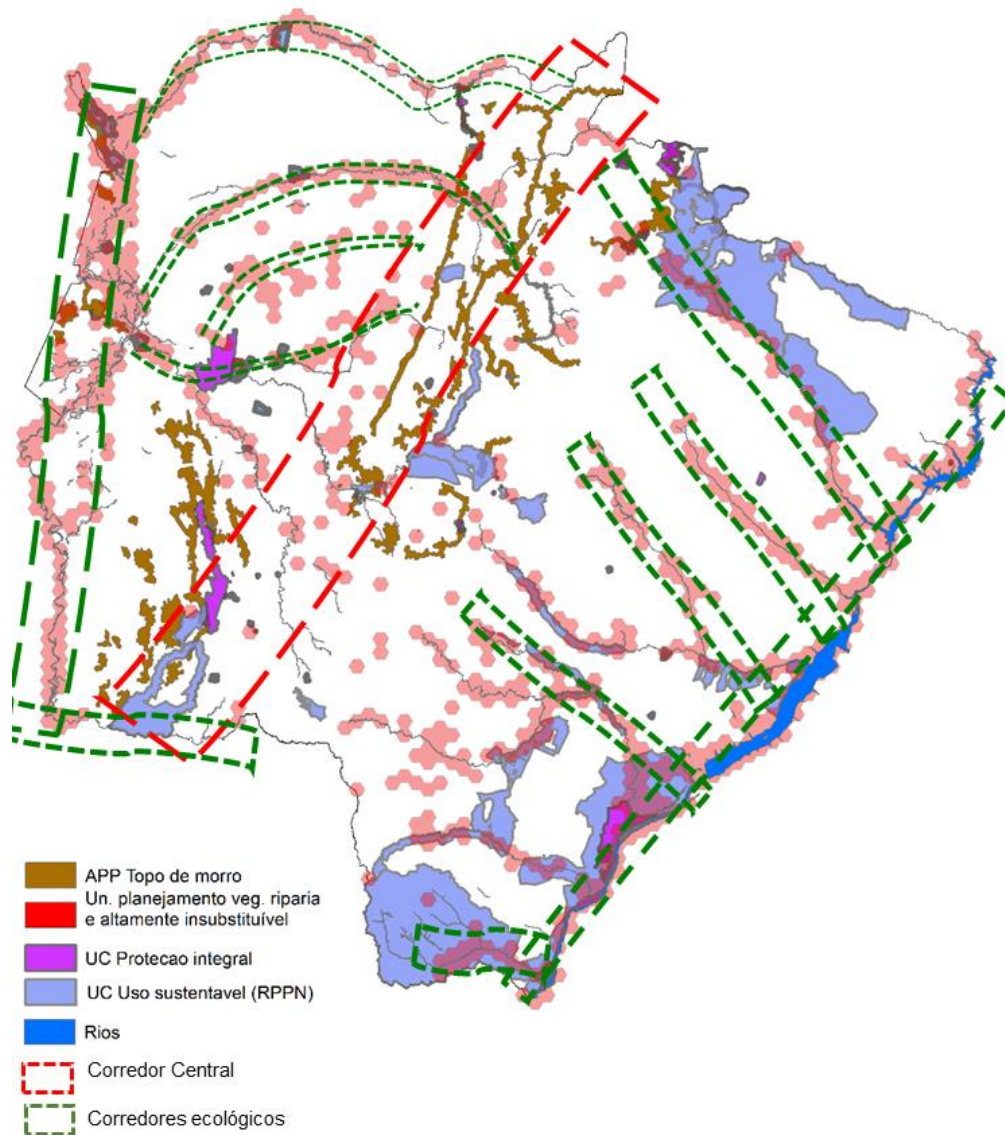 APP Topo de morro
Un. planejamento veg. riparia
e altamente insubstituível
UC Protecao integral
UC Uso sustentavel (RPPN)
Rios
Corredor Central
Corredores ecológicos